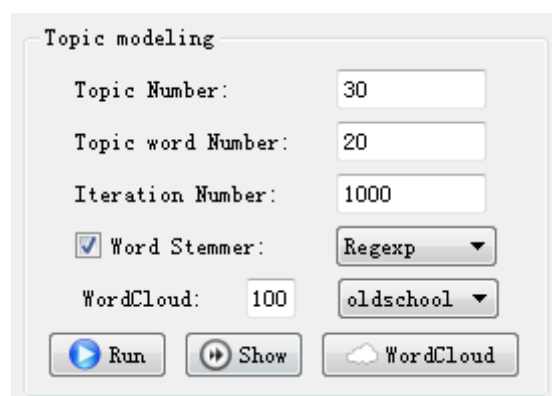 Topic modeling
Topic Number: 30
Topic word Number: 20
Iteration Number: 1000
Word Stemmer: Regexp
WordCloud: 100 oldschool
Run Show WordCloud